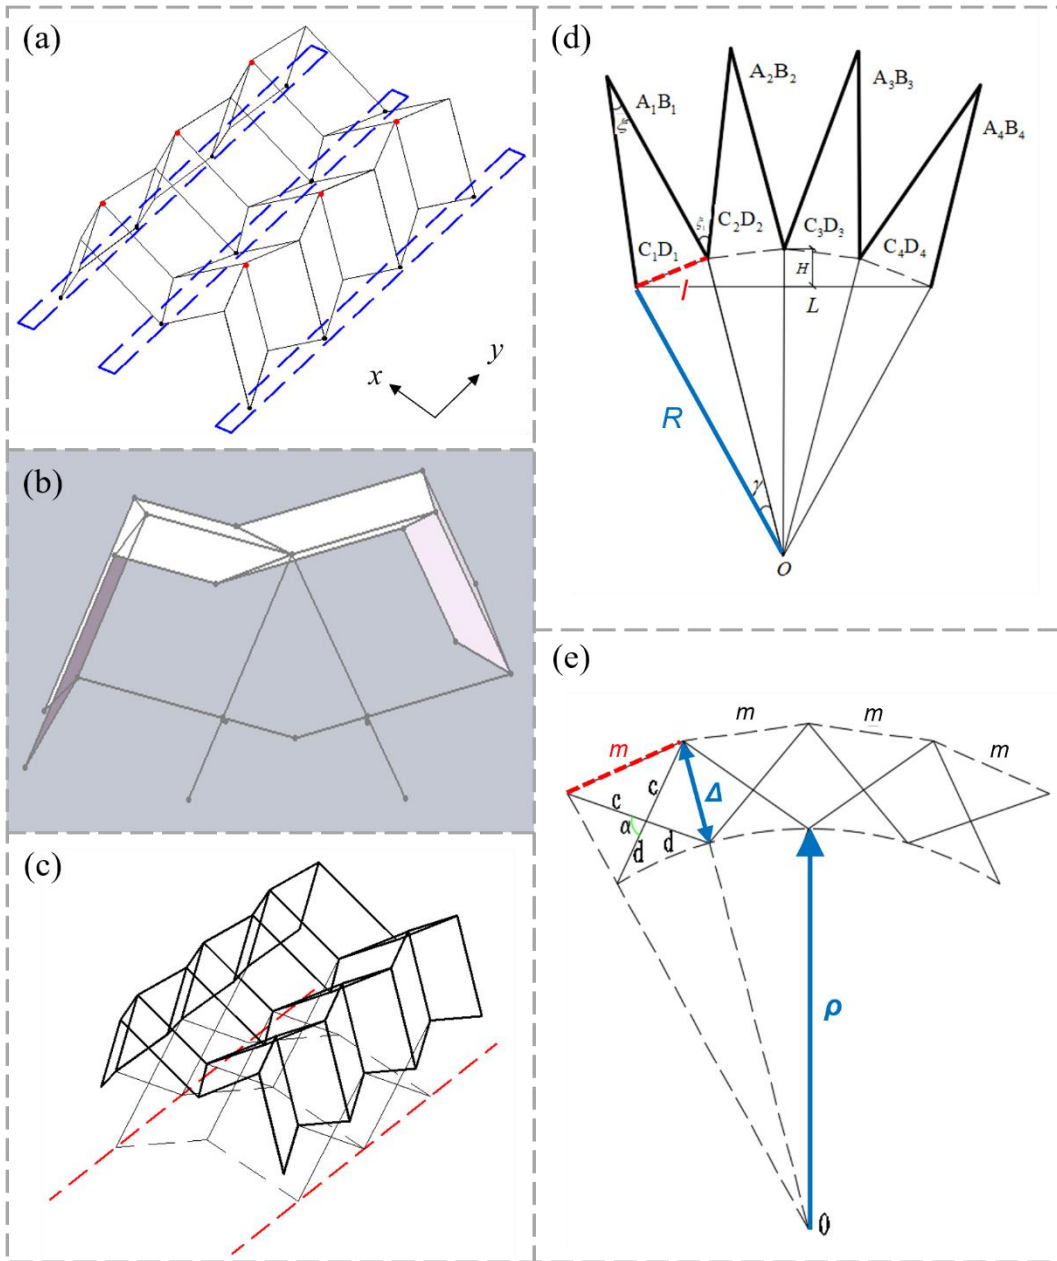 (a)
x
y
(b)
(c)
(d)
A₁B₁
A₂B₂
A₃B₃
A₄B₄
ξ
C₁D₁
C₂D₂
C₃D₃
C₄D₄
H
l
L
R
γ
O
(e)
m
m
m
m
c
c
Δ
α
d
d
ρ
0